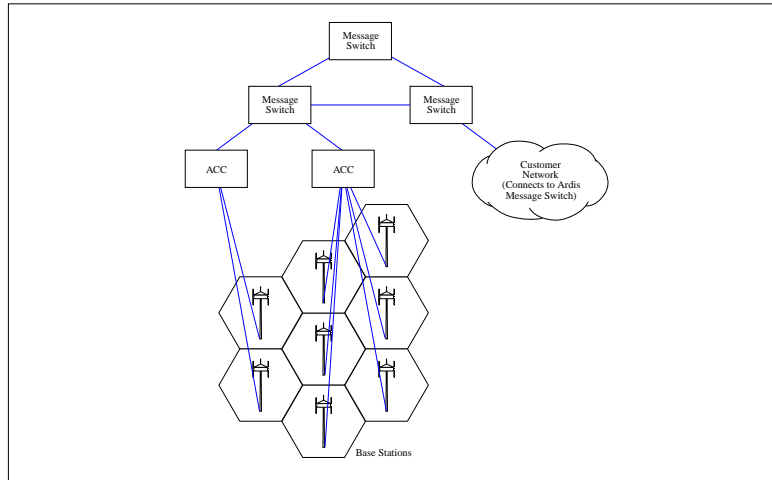 Message
Switch
Message
Switch
Message
Switch
ACC
ACC
Customer
Network
(Connects to Ardis
Message Switch)
Base Stations